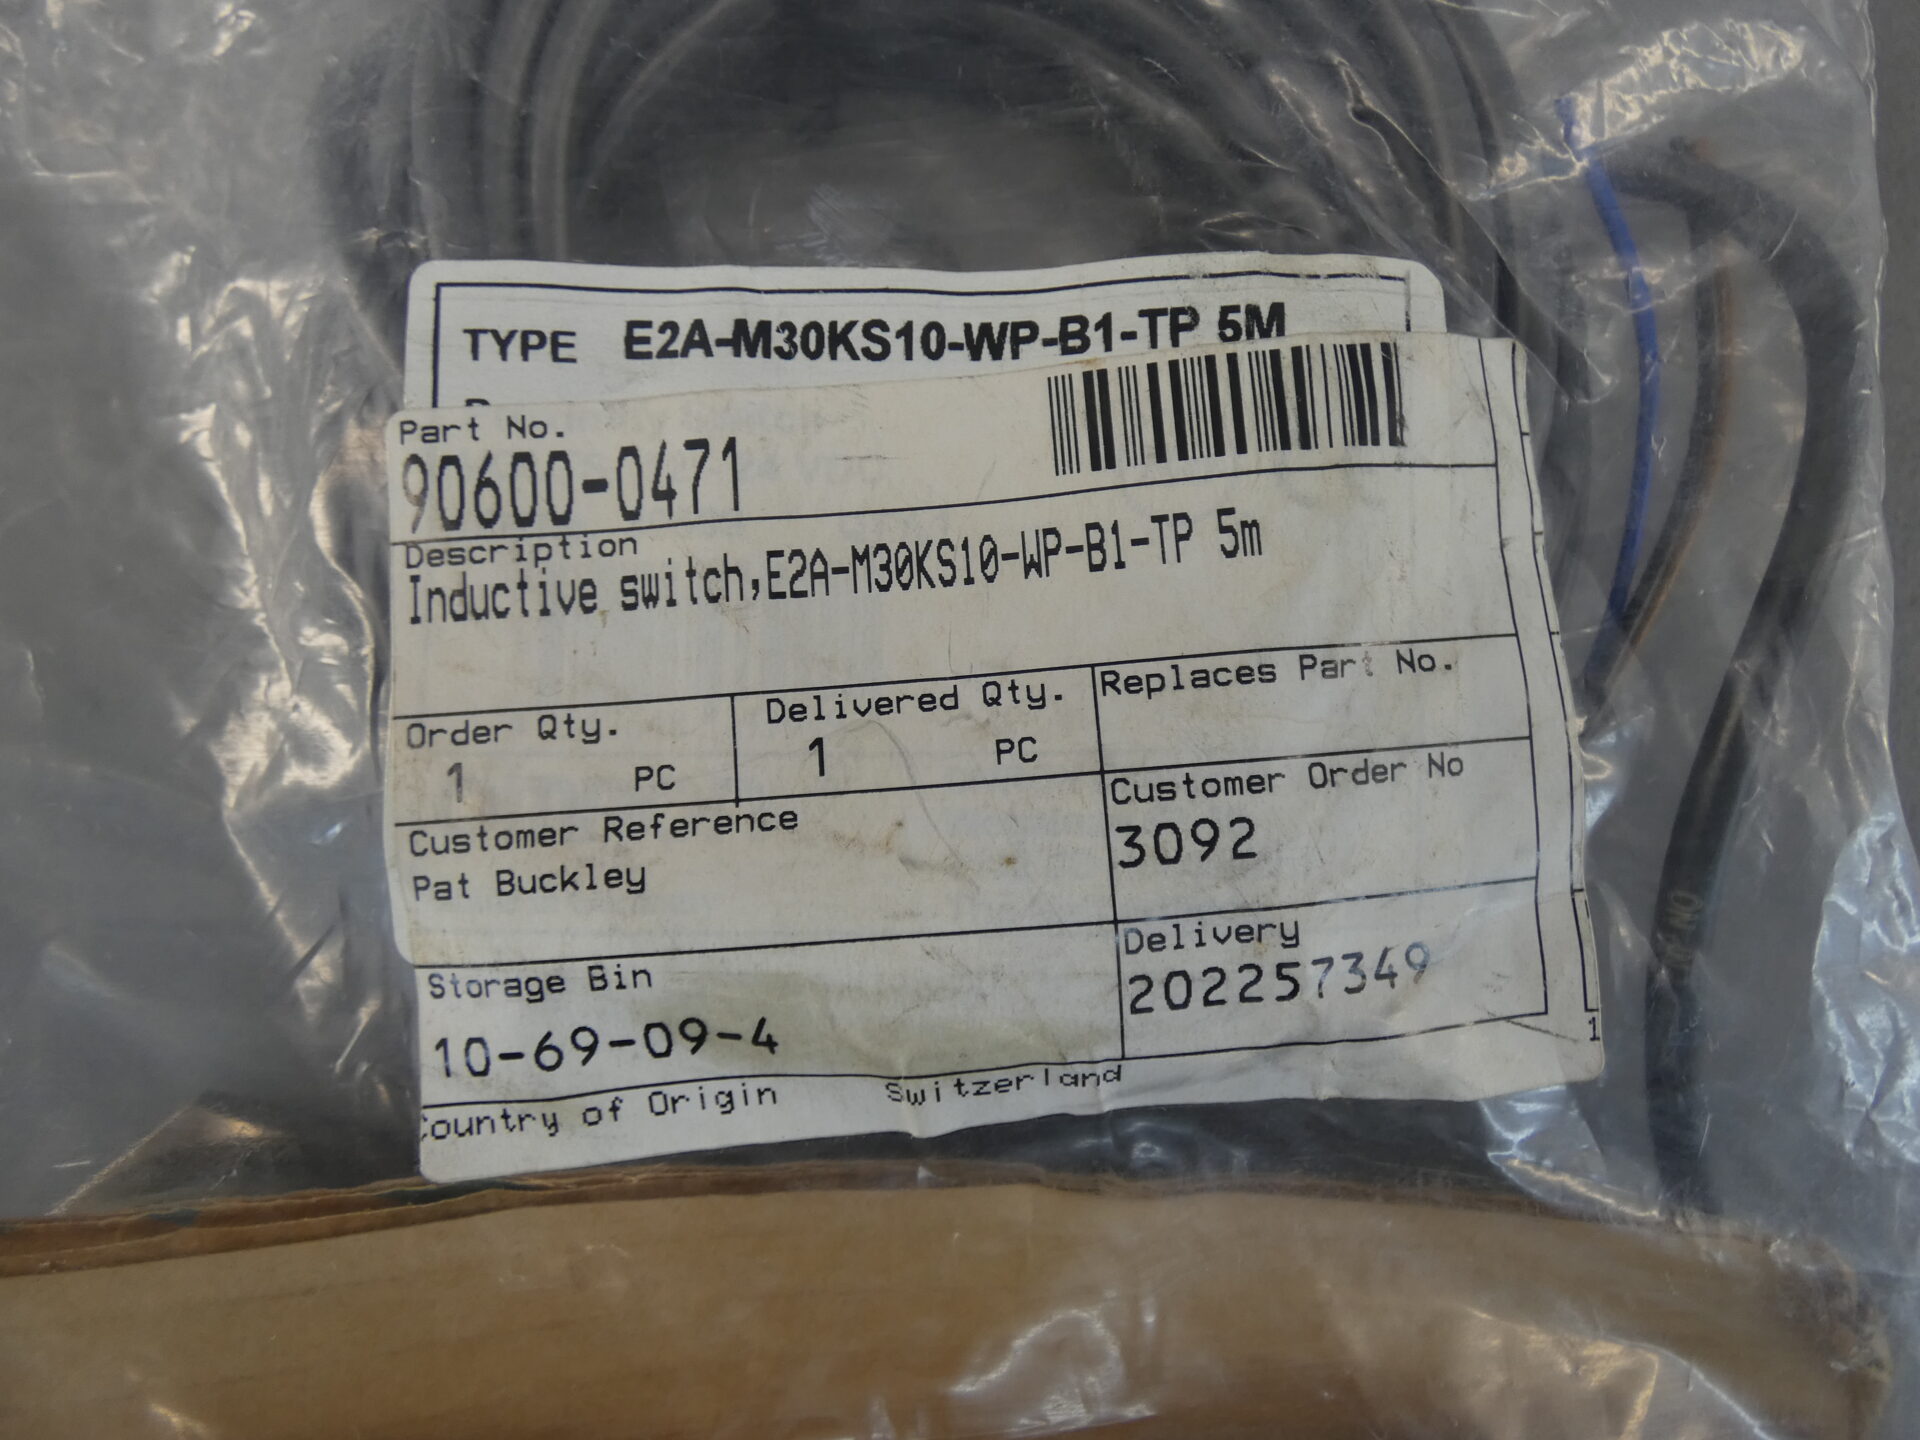 TYPE E2A-M30KS10-WP-B1-TP 5M
Part No.
90600-0471
Description
Inductive switch,E2A-M30KS10-WP-B1-TP 5m
Order Qty.
1 PC
Delivered Qty.
1 PC
Replaces Part No.
Customer Reference
Pat Buckley
Customer Order No
3092
Storage Bin
10-69-09-4
Delivery
202257349
Country of Origin Switzerland
1